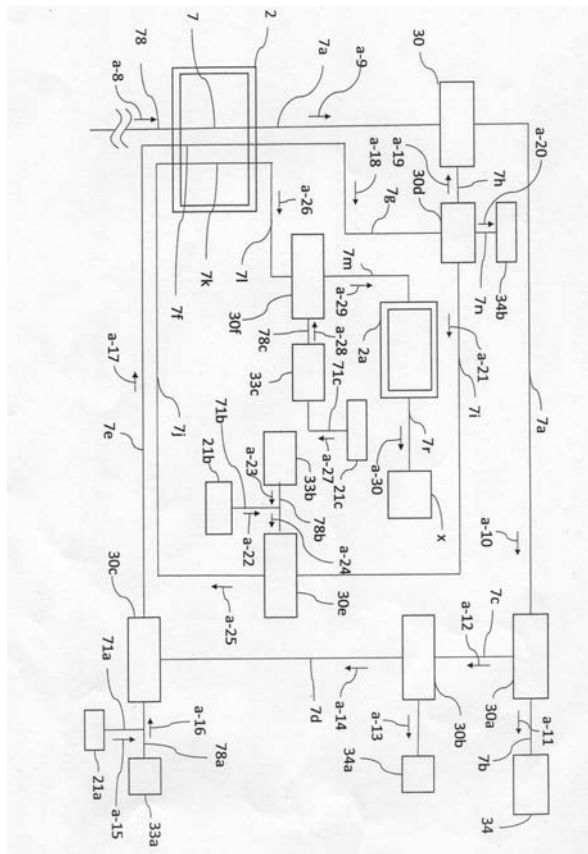 2
7
78
a-8
7a
a-9
30
a-20
a-19
7h
30d
a-18
7g
7n
34b
a-26
7l
7m
a-29
30f
78c
a-28
2a
a-21
7f
7k
33c
71c
7i
7a
a-17
7e
7j
21b
71b
a-23
33b
a-27
21c
7r
a-30
x
a-22
78b
a-24
30e
a-10
30c
a-25
7c
a-12
30a
a-11
7b
34
71a
a-16
7d
a-14
a-13
30b
34a
21a
a-15
78a
33a